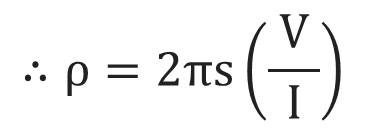 ∴ ρ = 2πs (V/I)